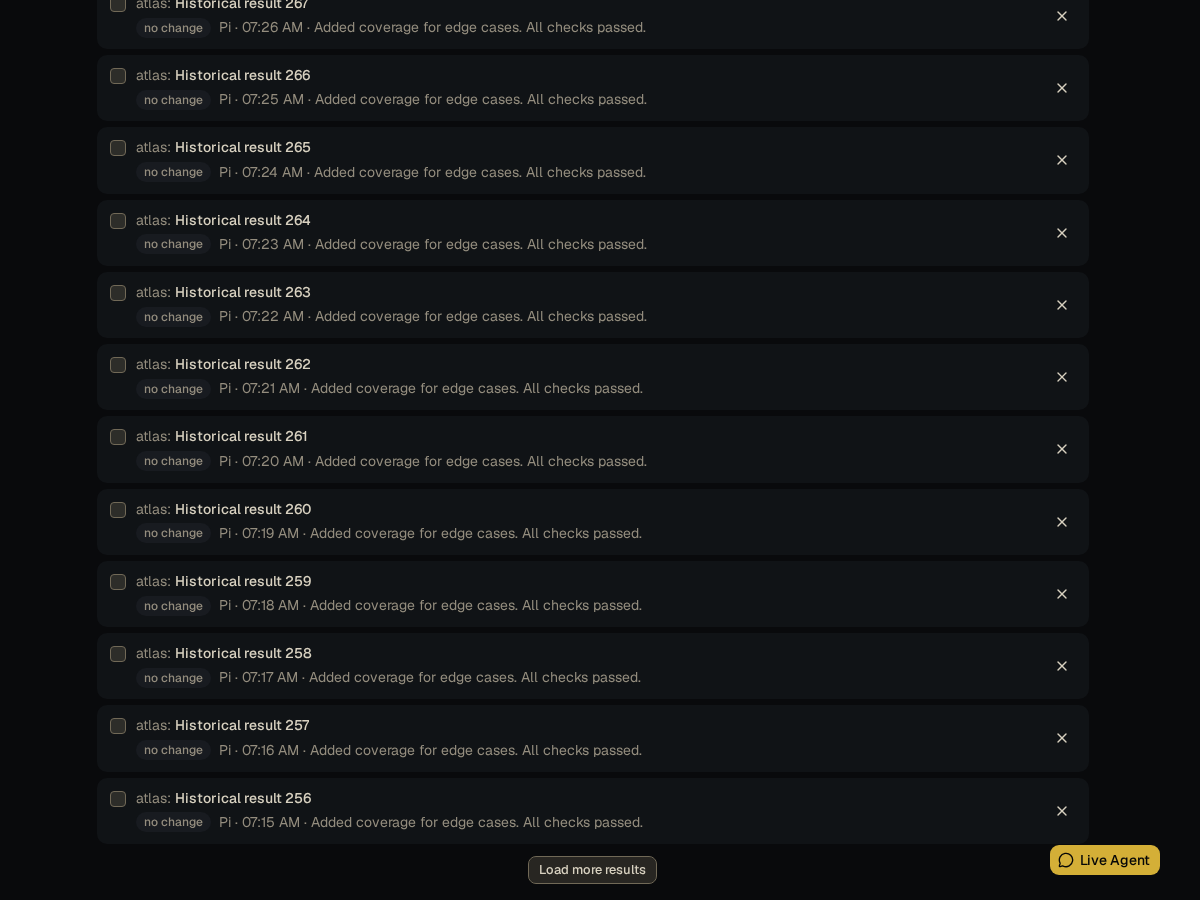 atlas: Historical result 267
no change Pi · 07:26 AM · Added coverage for edge cases. All checks passed.
atlas: Historical result 266
no change Pi · 07:25 AM · Added coverage for edge cases. All checks passed.
atlas: Historical result 265
no change Pi · 07:24 AM · Added coverage for edge cases. All checks passed.
atlas: Historical result 264
no change Pi · 07:23 AM · Added coverage for edge cases. All checks passed.
atlas: Historical result 263
no change Pi · 07:22 AM · Added coverage for edge cases. All checks passed.
atlas: Historical result 262
no change Pi · 07:21 AM · Added coverage for edge cases. All checks passed.
atlas: Historical result 261
no change Pi · 07:20 AM · Added coverage for edge cases. All checks passed.
atlas: Historical result 260
no change Pi · 07:19 AM · Added coverage for edge cases. All checks passed.
atlas: Historical result 259
no change Pi · 07:18 AM · Added coverage for edge cases. All checks passed.
atlas: Historical result 258
no change Pi · 07:17 AM · Added coverage for edge cases. All checks passed.
atlas: Historical result 257
no change Pi · 07:16 AM · Added coverage for edge cases. All checks passed.
atlas: Historical result 256
no change Pi · 07:15 AM · Added coverage for edge cases. All checks passed.
Load more results
Live Agent